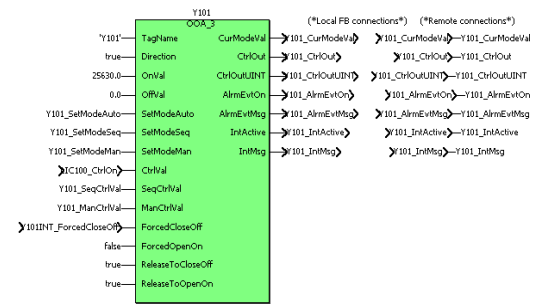 Y101
OOA_3
(*Local FB connections*) (*Remote connections*)
'Y101' TagName CurModeVal Y101_CurModeVal Y101_CurModeVal Y101_CurModeVal
true Direction CtrlOut Y101_CtrlOut Y101_CtrlOut Y101_CtrlOut
25630.0 OnVal CtrlOutUINT Y101_CtrlOutUINT Y101_CtrlOutUINT Y101_CtrlOutUINT
0.0 OffVal AlrmEvtOn Y101_AlrmEvtOn Y101_AlrmEvtOn Y101_AlrmEvtOn
Y101_SetModeAuto SetModeAuto AlrmEvtMsg Y101_AlrmEvtMsg Y101_AlrmEvtMsg Y101_AlrmEvtMsg
Y101_SetModeSeq SetModeSeq IntActive Y101_IntActive Y101_IntActive Y101_IntActive
Y101_SetModeMan SetModeMan IntMsg Y101_IntMsg Y101_IntMsg Y101_IntMsg
IC100_CtrlOn CtrlVal
Y101_SeqCtrlVal SeqCtrlVal
Y101_ManCtrlVal ManCtrlVal
Y101INT_ForcedCloseOff ForcedCloseOff
false ForcedOpenOn
true ReleaseToCloseOff
true ReleaseToOpenOn